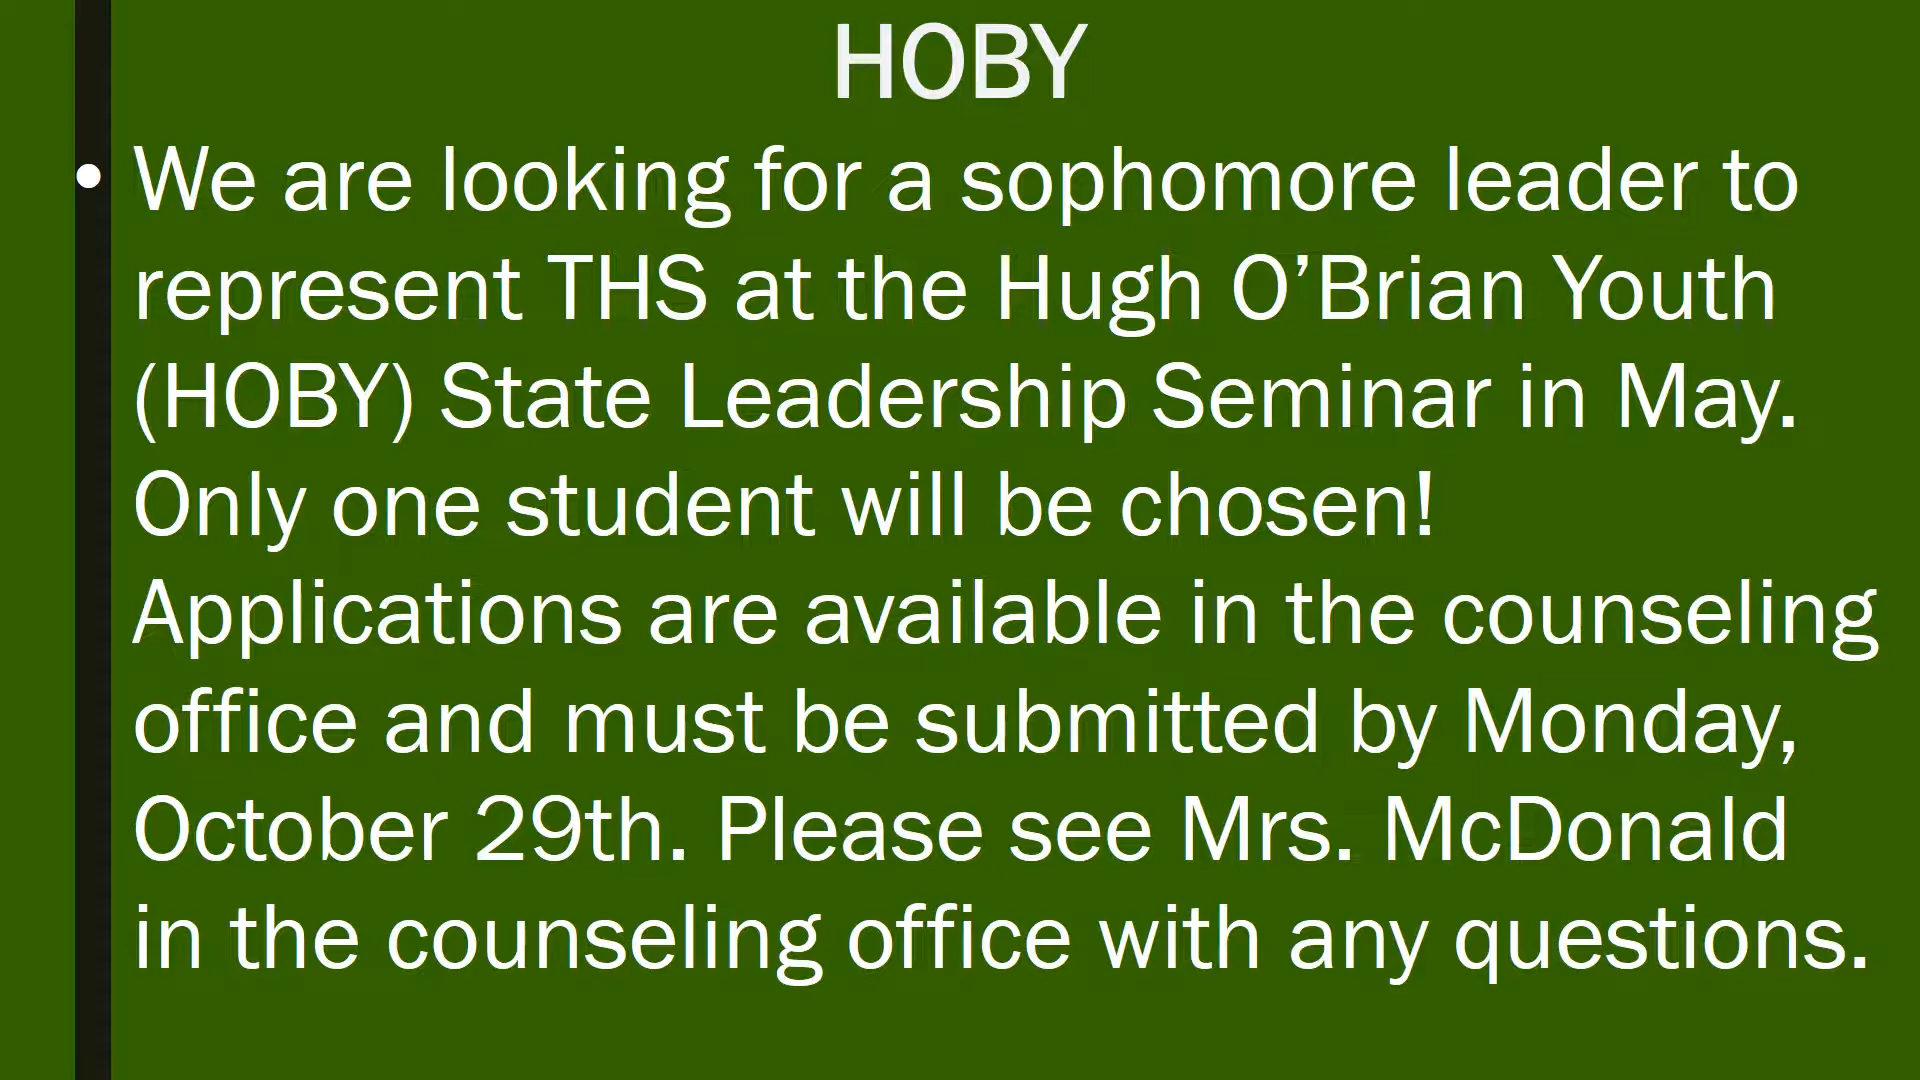 HOBY
• We are looking for a sophomore leader to
represent THS at the Hugh O’Brian Youth
(HOBY) State Leadership Seminar in May.
Only one student will be chosen!
Applications are available in the counseling
office and must be submitted by Monday,
October 29th. Please see Mrs. McDonald
in the counseling office with any questions.